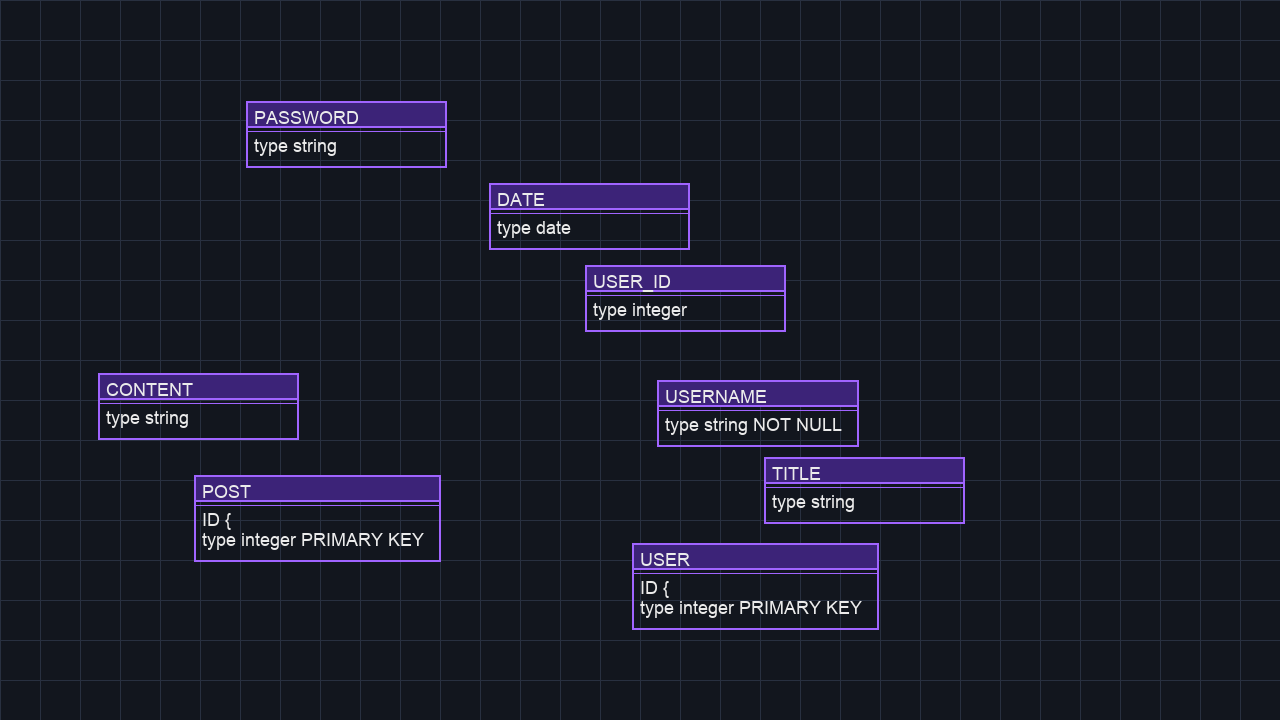 PASSWORD
type string
DATE
type date
USER_ID
type integer
CONTENT
type string
USERNAME
type string NOT NULL
TITLE
type string
POST
ID {
type integer PRIMARY KEY
USER
ID {
type integer PRIMARY KEY